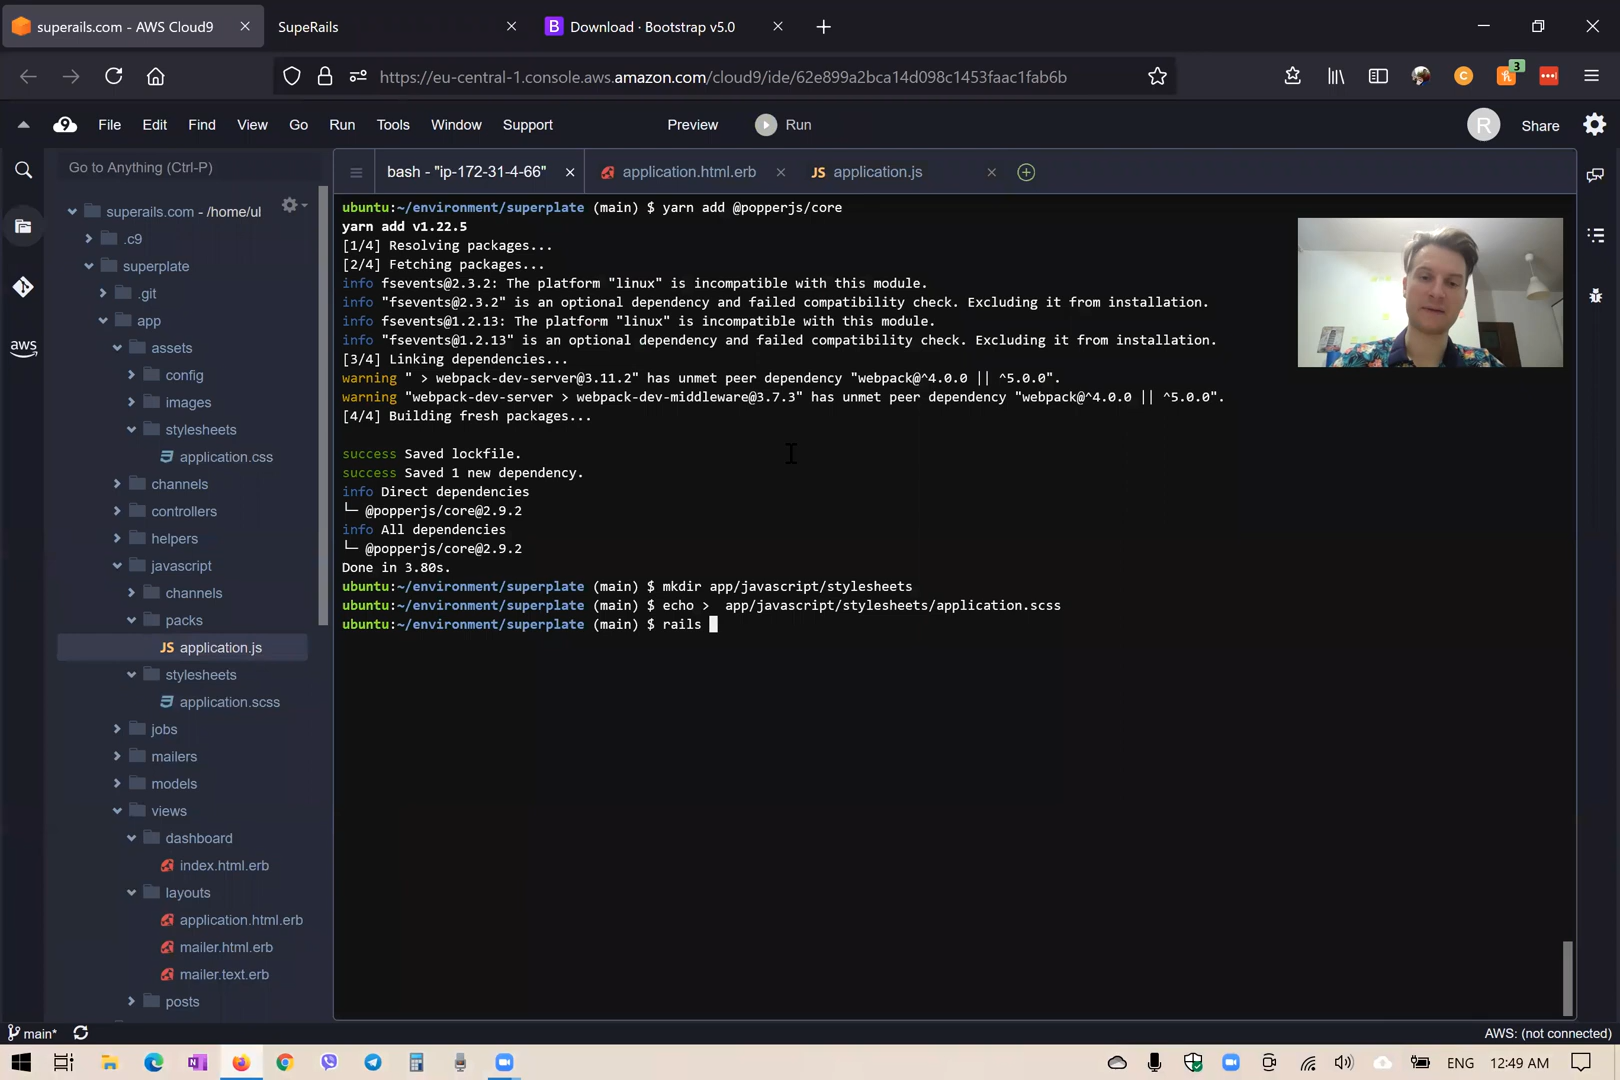 superails.com - AWS Cloud9
SupeRails
B
Download · Bootstrap v5.0
https://eu-central-1.console.aws.amazon.com/cloud9/ide/62e899a2bca14d098c1453faac1fab6b
C
3
9
File
Edit
Find
View
Go
Run
Tools
Window
Support
Preview
Run
R
Share
Go to Anything (Ctrl-P)
aws
superails.com - /home/ul
.c9
superplate
.git
app
assets
config
images
stylesheets
application.css
channels
controllers
helpers
javascript
channels
packs
JS application.js
stylesheets
application.scss
jobs
mailers
models
views
dashboard
index.html.erb
layouts
application.html.erb
mailer.html.erb
mailer.text.erb
posts
bash - "ip-172-31-4-66"
application.html.erb
JS application.js
ubuntu:~/environment/superplate (main) $ yarn add @popperjs/core
yarn add v1.22.5
[1/4] Resolving packages...
[2/4] Fetching packages...
info fsevents@2.3.2: The platform "linux" is incompatible with this module.
info "fsevents@2.3.2" is an optional dependency and failed compatibility check. Excluding it from installation.
info fsevents@1.2.13: The platform "linux" is incompatible with this module.
info "fsevents@1.2.13" is an optional dependency and failed compatibility check. Excluding it from installation.
[3/4] Linking dependencies...
warning " > webpack-dev-server@3.11.2" has unmet peer dependency "webpack@^4.0.0 || ^5.0.0".
warning "webpack-dev-server > webpack-dev-middleware@3.7.3" has unmet peer dependency "webpack@^4.0.0 || ^5.0.0".
[4/4] Building fresh packages...
success Saved lockfile.
success Saved 1 new dependency.
info Direct dependencies
└─ @popperjs/core@2.9.2
info All dependencies
└─ @popperjs/core@2.9.2
Done in 3.80s.
ubuntu:~/environment/superplate (main) $ mkdir app/javascript/stylesheets
ubuntu:~/environment/superplate (main) $ echo >  app/javascript/stylesheets/application.scss
ubuntu:~/environment/superplate (main) $ rails
main*
AWS: (not connected)
ENG
12:49 AM